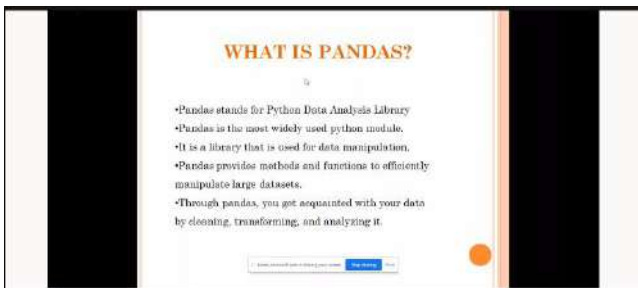 WHAT IS PANDAS?
•Pandas stands for Python Data Analysis Library
•Pandas is the most widely used python module.
•It is a library that is used for data manipulation.
•Pandas provides methods and functions to efficiently
manipulate large datasets.
•Through pandas, you get acquainted with your data
by cleaning, transforming, and analyzing it.
Stop sharing